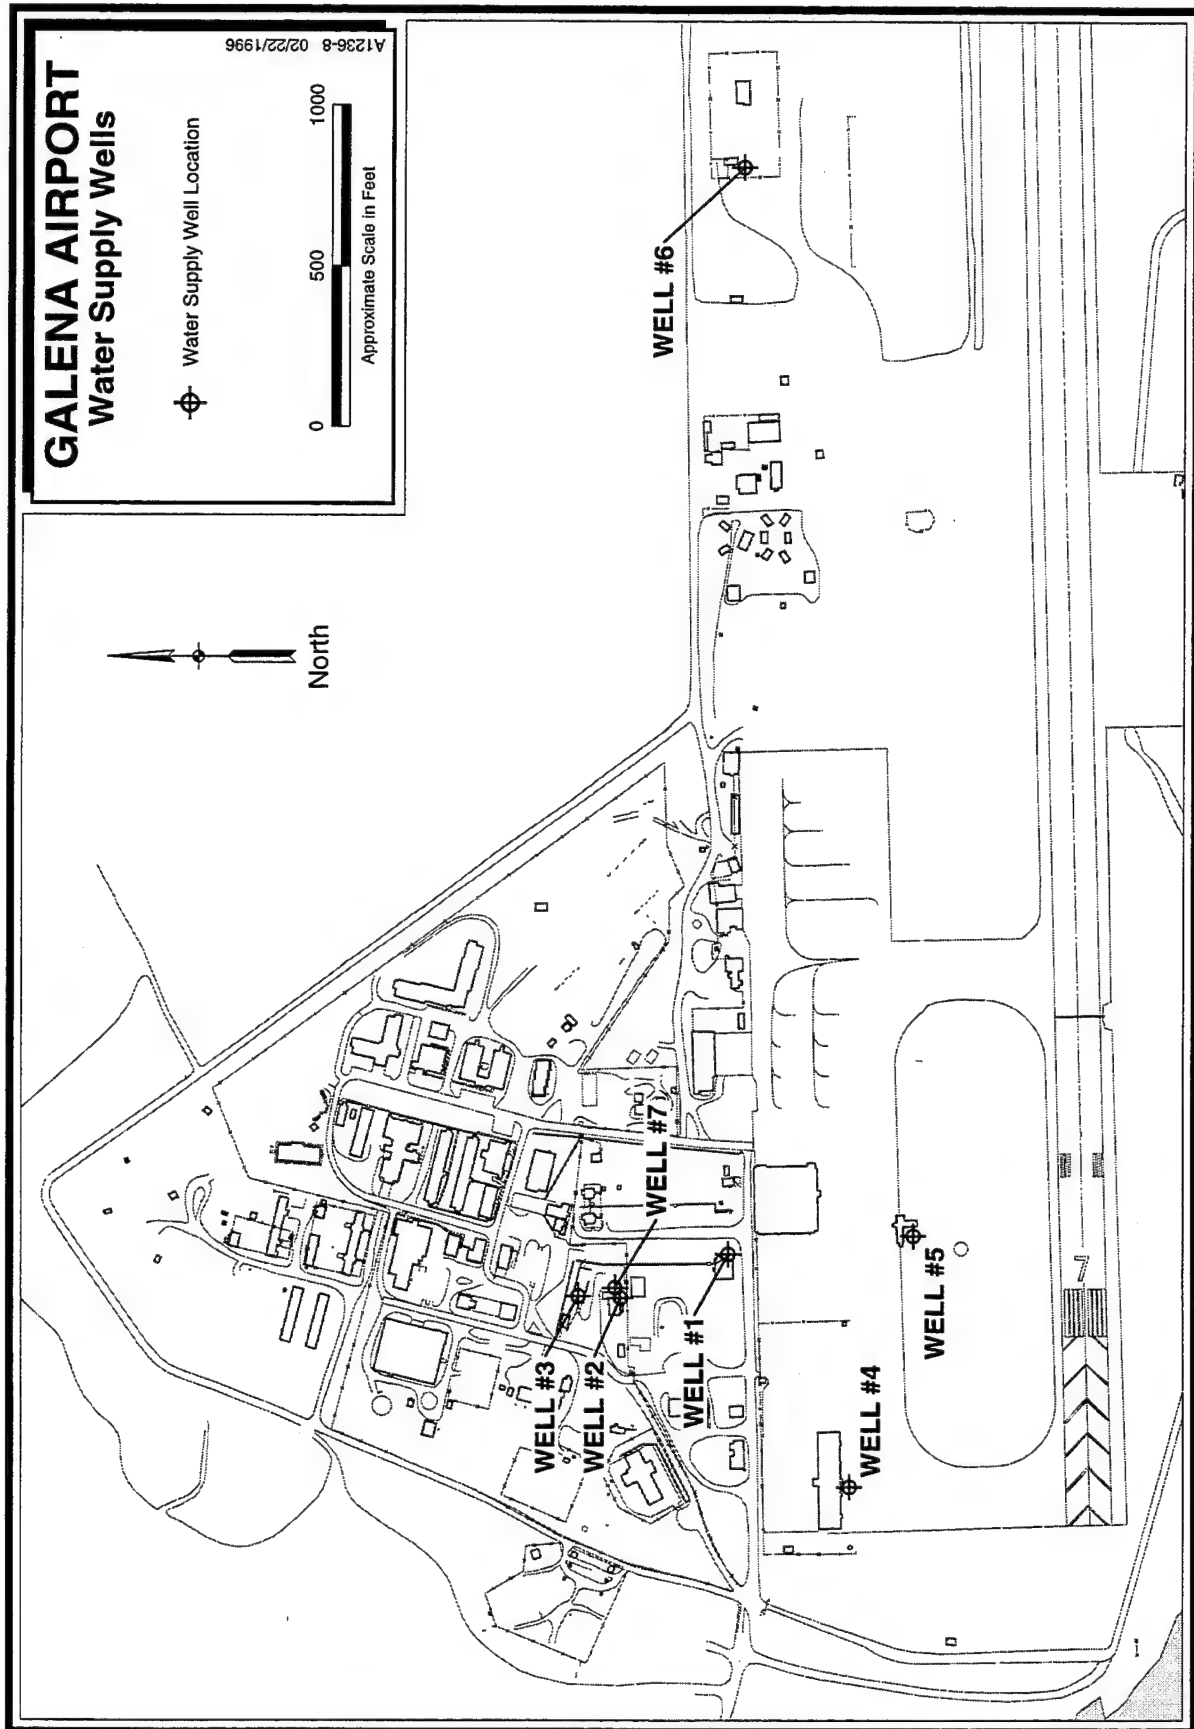 GALENA AIRPORT
Water Supply Wells
Water Supply Well Location
0 500 1000
Approximate Scale in Feet
A1236-8 02/22/1996
North
WELL #6
WELL #7
WELL #3
WELL #2
WELL #1
WELL #5
WELL #4
7